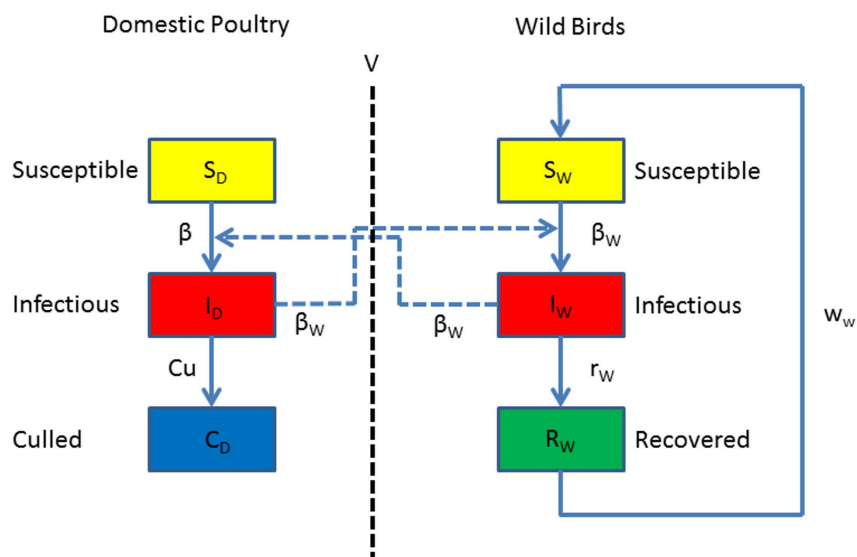 Domestic Poultry
Wild Birds
V
Susceptible
S_D
S_W
Susceptible
β
β_W
Infectious
I_D
I_W
Infectious
β_W
β_W
w_w
Cu
r_W
Culled
C_D
R_W
Recovered